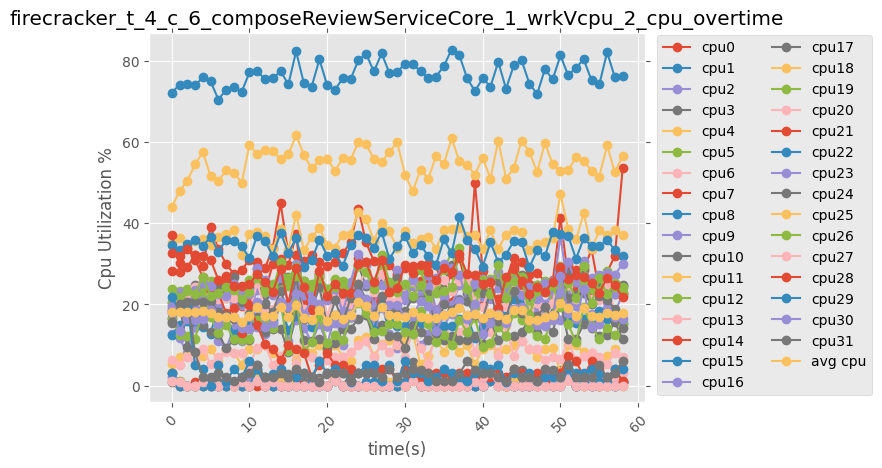 firecracker_t_4_c_6_composeReviewServiceCore_1_wrkVcpu_2_cpu_overtime
Cpu Utilization %
80
60
40
20
0
0
10
20
30
40
50
60
time(s)
cpu0
cpu1
cpu2
cpu3
cpu4
cpu5
cpu6
cpu7
cpu8
cpu9
cpu10
cpu11
cpu12
cpu13
cpu14
cpu15
cpu16
cpu17
cpu18
cpu19
cpu20
cpu21
cpu22
cpu23
cpu24
cpu25
cpu26
cpu27
cpu28
cpu29
cpu30
cpu31
avg cpu